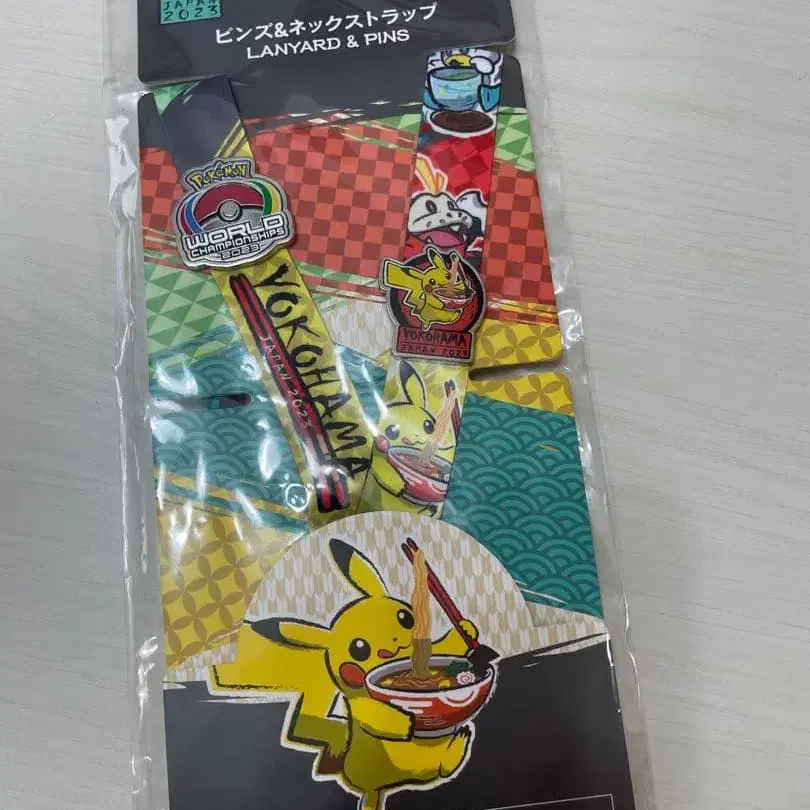 JAPAN
2023
ピンズ&ネックストラップ
LANYARD & PINS
POKÉMON
WORLD
CHAMPIONSHIPS
2023
YOKOHAMA
JAPAN 2023
YOKOHAMA
JAPAN 2023